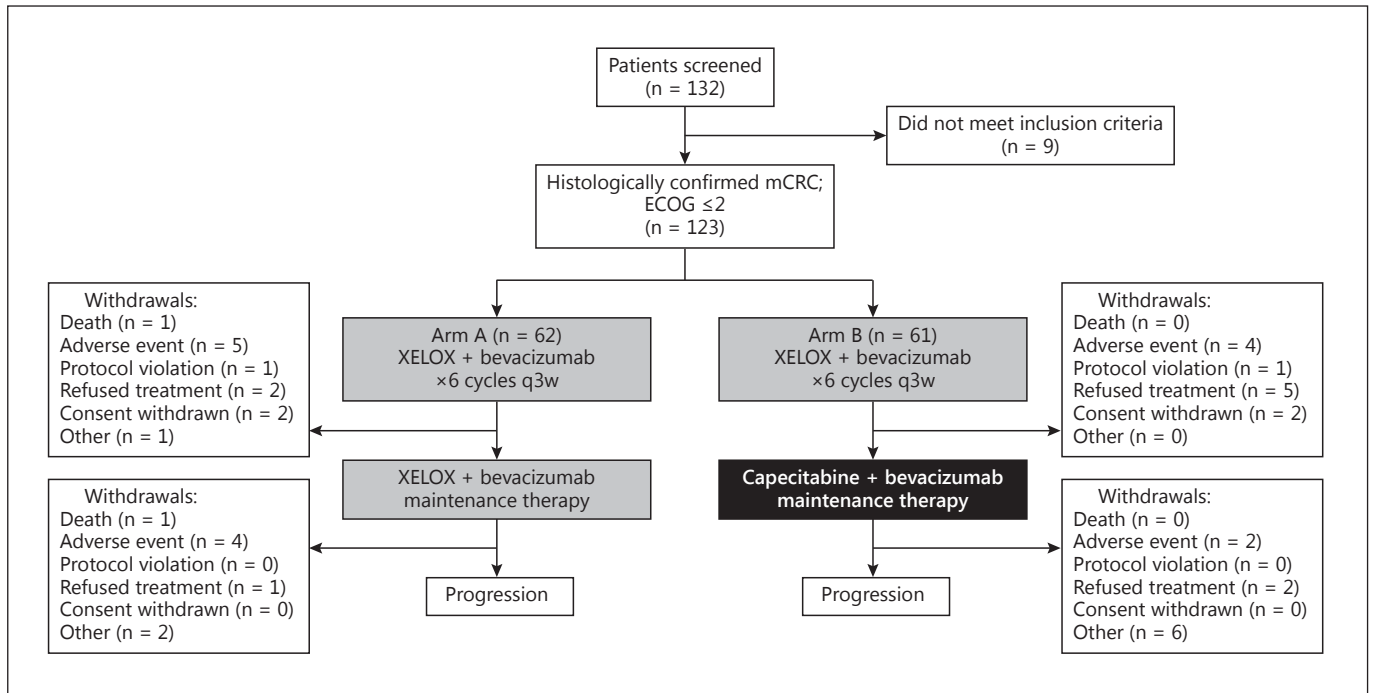 Patients screened
(n = 132)
Did not meet inclusion criteria
(n = 9)
Histologically confirmed mCRC;
ECOG ≤2
(n = 123)
Withdrawals:
Death (n = 1)
Adverse event (n = 5)
Protocol violation (n = 1)
Refused treatment (n = 2)
Consent withdrawn (n = 2)
Other (n = 1)
Arm A (n = 62)
XELOX + bevacizumab
×6 cycles q3w
Arm B (n = 61)
XELOX + bevacizumab
×6 cycles q3w
Withdrawals:
Death (n = 0)
Adverse event (n = 4)
Protocol violation (n = 1)
Refused treatment (n = 5)
Consent withdrawn (n = 2)
Other (n = 0)
XELOX + bevacizumab
maintenance therapy
Capecitabine + bevacizumab
maintenance therapy
Withdrawals:
Death (n = 1)
Adverse event (n = 4)
Protocol violation (n = 0)
Refused treatment (n = 1)
Consent withdrawn (n = 0)
Other (n = 2)
Progression
Progression
Withdrawals:
Death (n = 0)
Adverse event (n = 2)
Protocol violation (n = 0)
Refused treatment (n = 2)
Consent withdrawn (n = 0)
Other (n = 6)